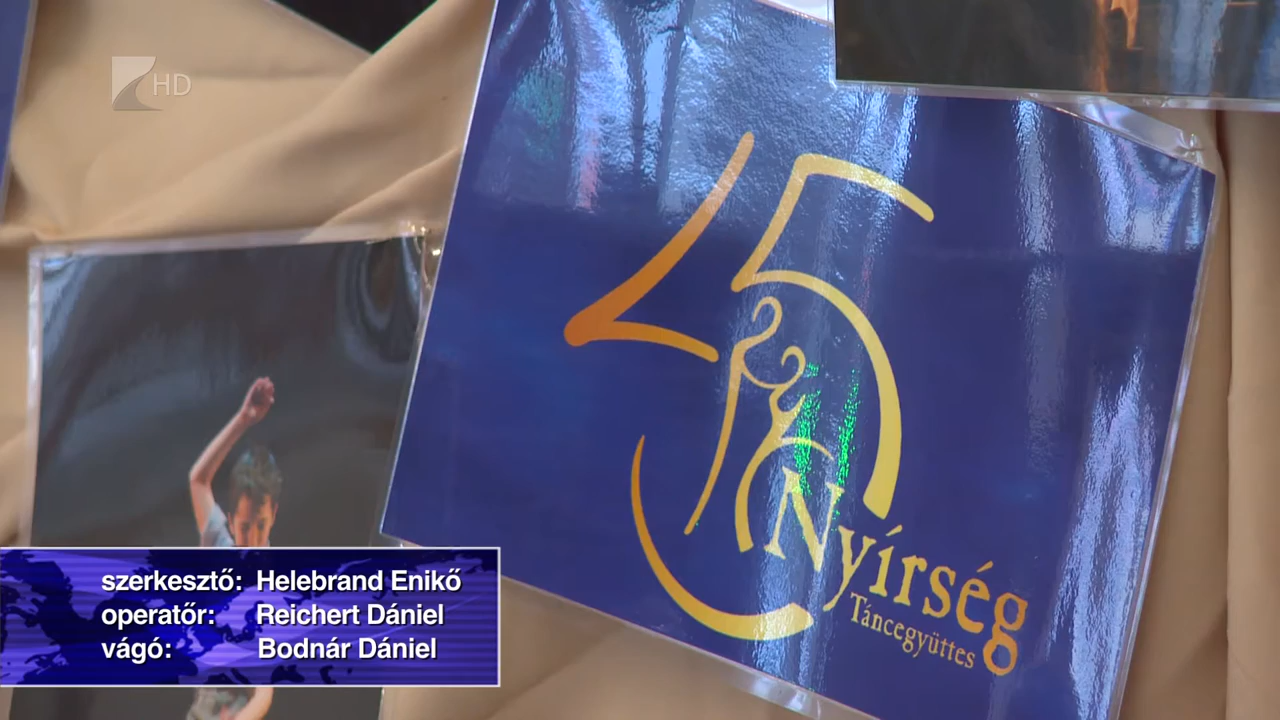 HD
45
Nyírség
Táncegyüttes
szerkesztő: Helebrand Enikő
operatőr: Reichert Dániel
vágó: Bodnár Dániel